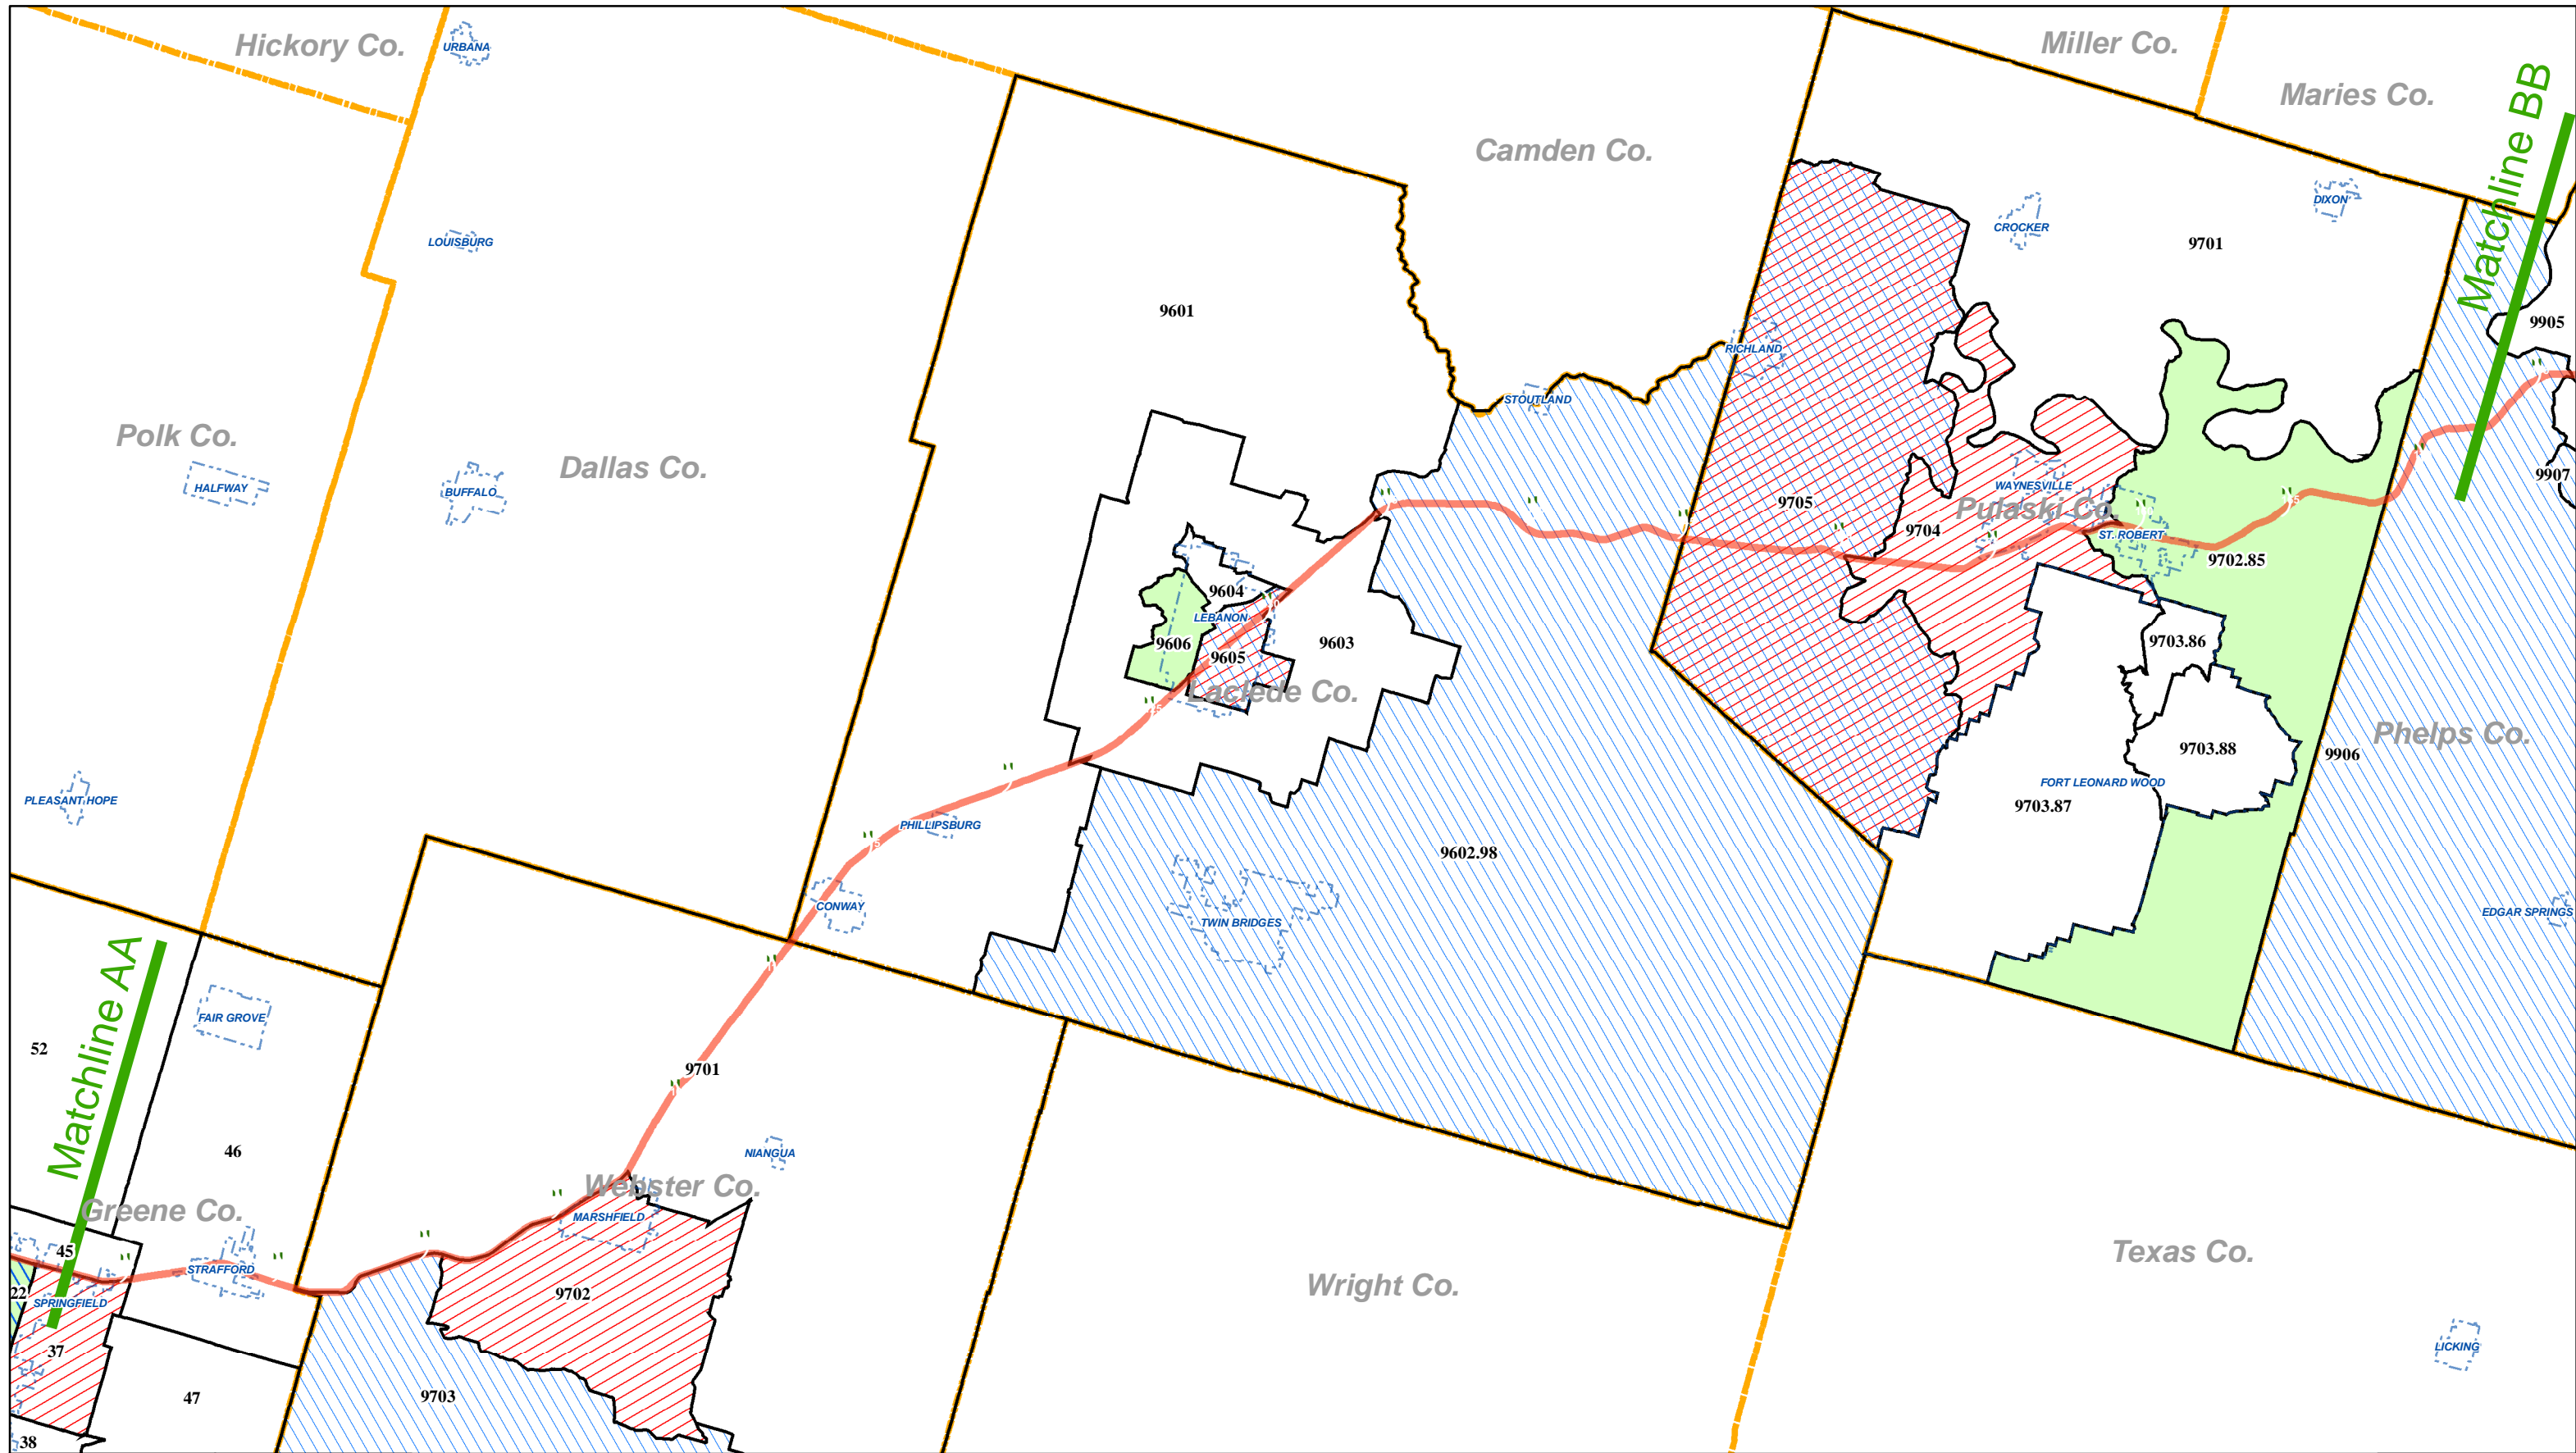 Hickory Co.
URBANA
Miller Co.
Maries Co.
Matchline BB
Camden Co.
DIXON
CROCKER
LOUISBURG
9701
9601
9905
RICHLAND
STOUTLAND
Polk Co.
Dallas Co.
HALFWAY
BUFFALO
9907
WAYNESVILLE
9705
Pulaski Co.
9704
ST. ROBERT
9702.85
9604
LEBANON
9606
9605
9603
9703.86
Laclede Co.
Phelps Co.
9703.88
9906
FORT LEONARD WOOD
9703.87
PLEASANT HOPE
PHILLIPSBURG
9602.98
CONWAY
TWIN BRIDGES
EDGAR SPRINGS
Matchline AA
FAIR GROVE
52
9701
46
NIANGUA
Webster Co.
Greene Co.
MARSHFIELD
45
STRAFFORD
Texas Co.
Wright Co.
22
SPRINGFIELD
9702
37
LICKING
47
9703
38